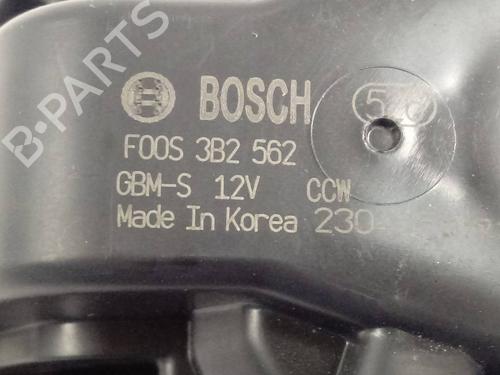 B-PARTS
BOSCH
F00S 3B2 562
GBM-S 12V CCW
Made In Korea 230